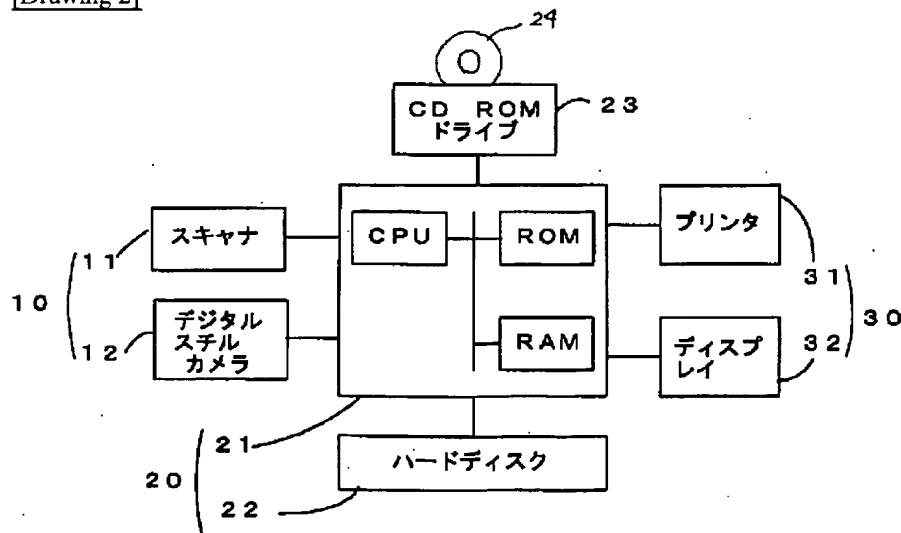 [Drawing 2]
24
CD ROM
ドライブ
23
スキャナ
CPU
ROM
プリンタ
11
31
10
30
デジタル
スチル
カメラ
12
RAM
ディスプ
レイ
32
21
ハードディスク
20
22